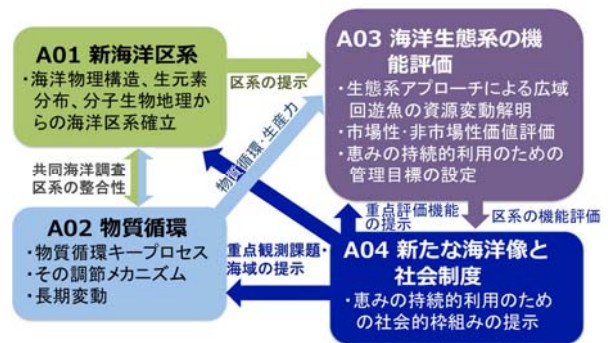 A01 新海洋区系
・海洋物理構造、生元素
分布、分子生物地理か
らの海洋区系確立
区系の提示
A03 海洋生態系の機
能評価
・生態系アプローチによる広域
回遊魚の資源変動解明
・市場性・非市場性価値評価
・恵みの持続的利用のための
管理目標の設定
共同海洋調査
区系の整合性
物質循環・生産力
A02 物質循環
・物質循環キープロセス
・その調節メカニズム
・長期変動
重点観測課題・
海域の提示
重点評価機能
の提示
区系の機能評価
A04 新たな海洋像と
社会制度
・恵みの持続的利用のため
の社会的枠組みの提示